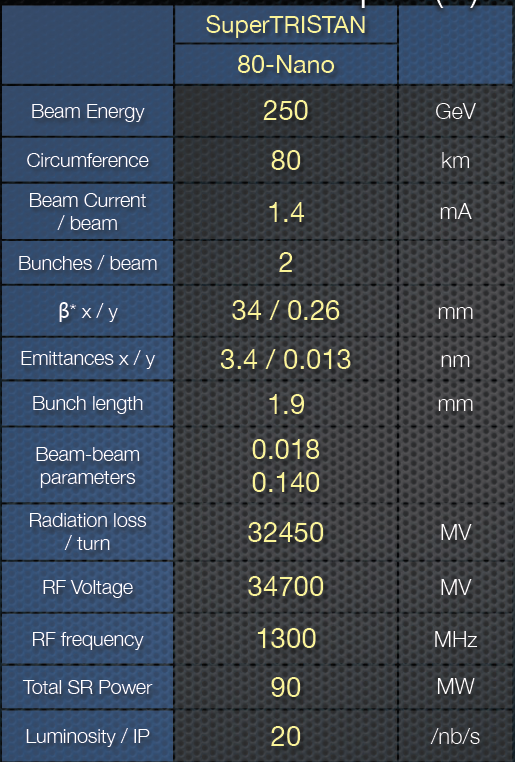 SuperTRISTAN
80-Nano
Beam Energy 250 GeV
Circumference 80 km
Beam Current
/ beam
1.4 mA
Bunches / beam 2
β* x / y 34 / 0.26 mm
Emittances x / y 3.4 / 0.013 nm
Bunch length 1.9 mm
Beam-beam
parameters
0.018
0.140
Radiation loss
/ turn
32450 MV
RF Voltage 34700 MV
RF frequency 1300 MHz
Total SR Power 90 MW
Luminosity / IP 20 /nb/s